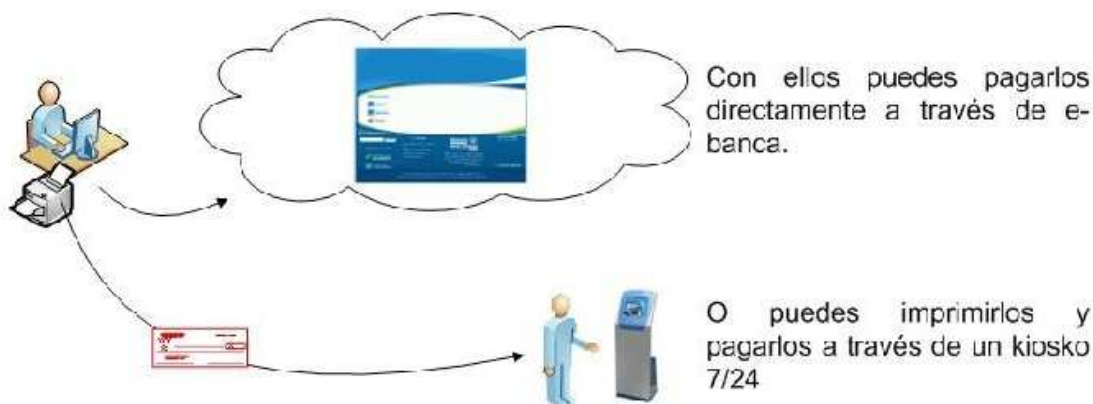 Con ellos puedes pagarlos
directamente a través de e-
banca.
O puedes imprimirlos y
pagarlos a través de un kiosko
7/24